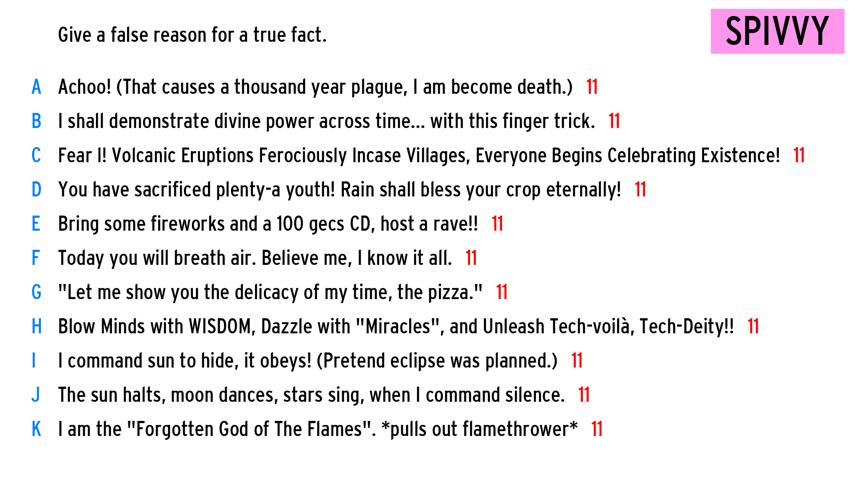 Give a false reason for a true fact.
SPIVVY
A Achoo! (That causes a thousand year plague, I am become death.) 11
B I shall demonstrate divine power across time... with this finger trick. 11
C Fear I! Volcanic Eruptions Ferociously Incase Villages, Everyone Begins Celebrating Existence! 11
D You have sacrificed plenty-a youth! Rain shall bless your crop eternally! 11
E Bring some fireworks and a 100 gecs CD, host a rave!! 11
F Today you will breath air. Believe me, I know it all. 11
G "Let me show you the delicacy of my time, the pizza." 11
H Blow Minds with WISDOM, Dazzle with "Miracles", and Unleash Tech-voilà, Tech-Deity!! 11
I I command sun to hide, it obeys! (Pretend eclipse was planned.) 11
J The sun halts, moon dances, stars sing, when I command silence. 11
K I am the "Forgotten God of The Flames". *pulls out flamethrower* 11